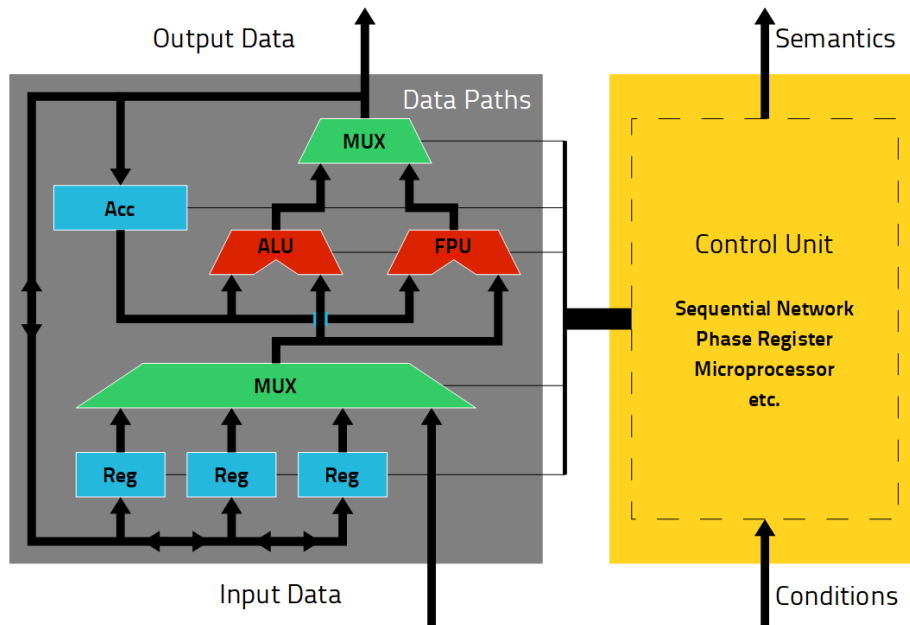 Output Data
Semantics
Data Paths
MUX
Acc
ALU
FPU
Control Unit
Sequential Network
Phase Register
Microprocessor
etc.
MUX
Reg
Reg
Reg
Input Data
Conditions